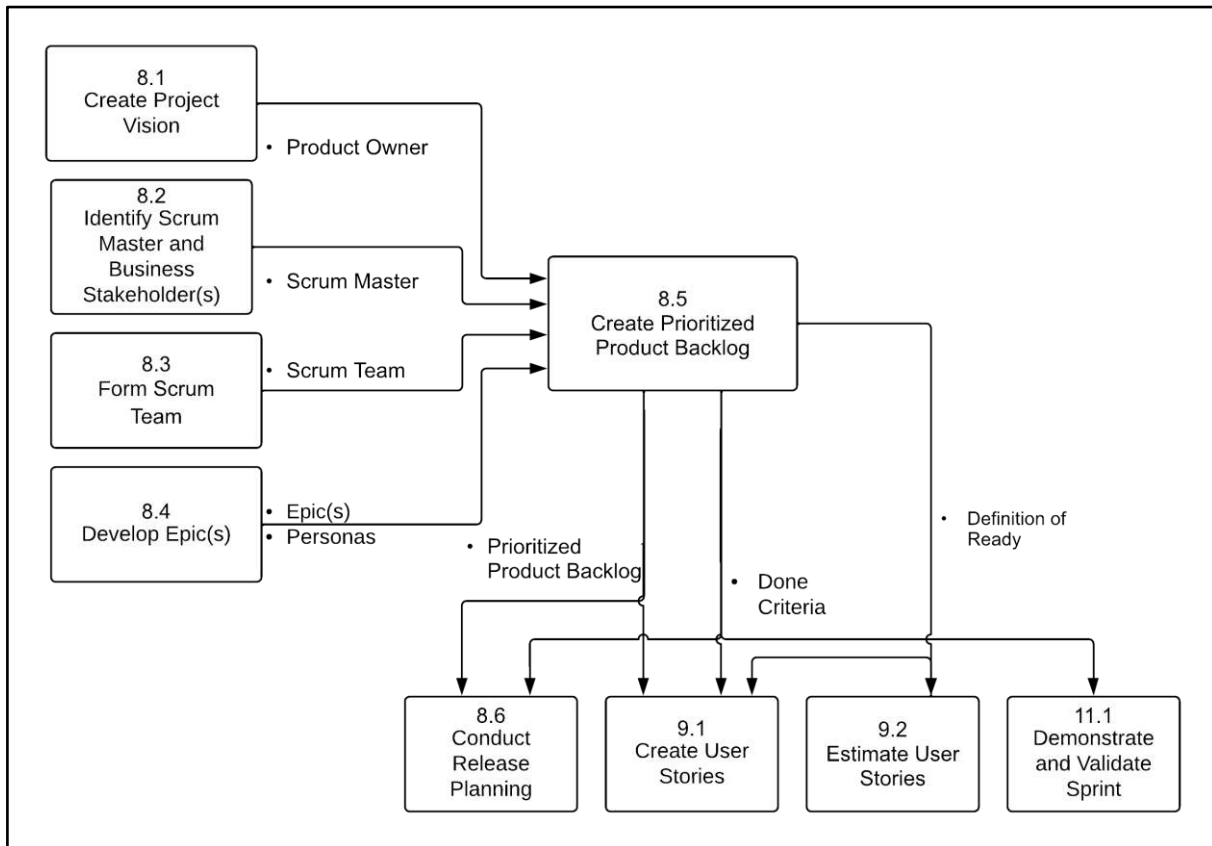 8.1
Create Project
Vision
• Product Owner
8.2
Identify Scrum
Master and
Business
Stakeholder(s)
• Scrum Master
8.3
Form Scrum
Team
• Scrum Team
8.4
Develop Epic(s)
• Epic(s)
• Personas
8.5
Create Prioritized
Product Backlog
• Prioritized
Product Backlog
• Done
Criteria
• Definition of
Ready
8.6
Conduct
Release
Planning
9.1
Create User
Stories
9.2
Estimate User
Stories
11.1
Demonstrate
and Validate
Sprint